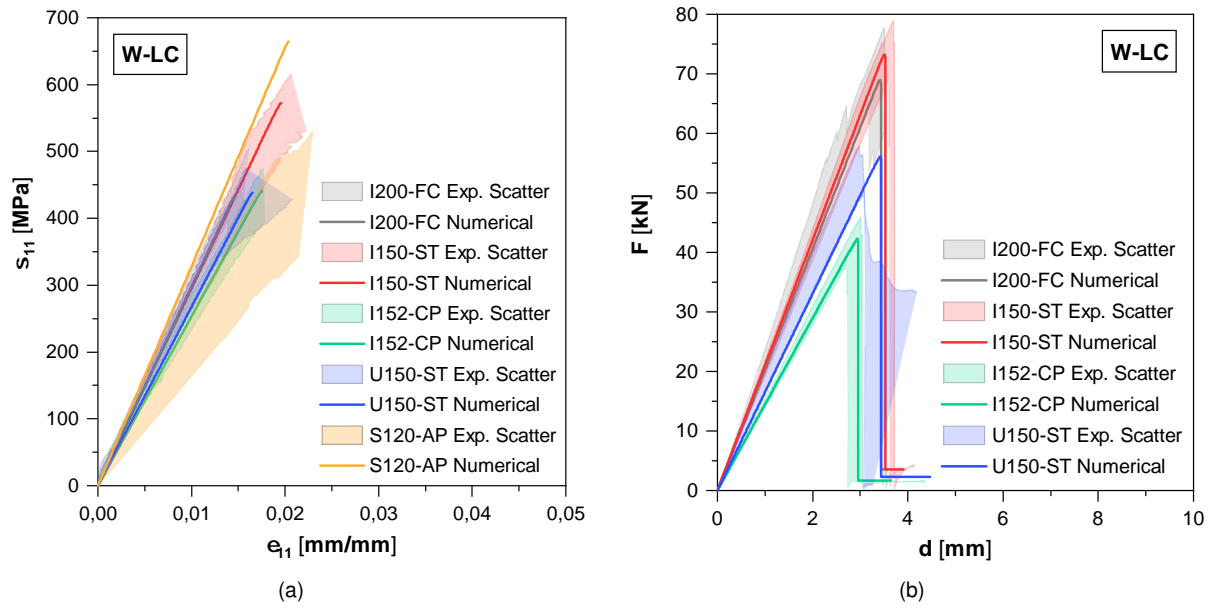 W-LC
700
600
500
400
300
200
100
0
s11 [MPa]
0,00
0,01
0,02
0,03
0,04
0,05
e11 [mm/mm]
I200-FC Exp. Scatter
I200-FC Numerical
I150-ST Exp. Scatter
I150-ST Numerical
I152-CP Exp. Scatter
I152-CP Numerical
U150-ST Exp. Scatter
U150-ST Numerical
S120-AP Exp. Scatter
S120-AP Numerical
(a)
W-LC
80
70
60
50
40
30
20
10
0
F [kN]
0
2
4
6
8
10
d [mm]
I200-FC Exp. Scatter
I200-FC Numerical
I150-ST Exp. Scatter
I150-ST Numerical
I152-CP Exp. Scatter
I152-CP Numerical
U150-ST Exp. Scatter
U150-ST Numerical
(b)